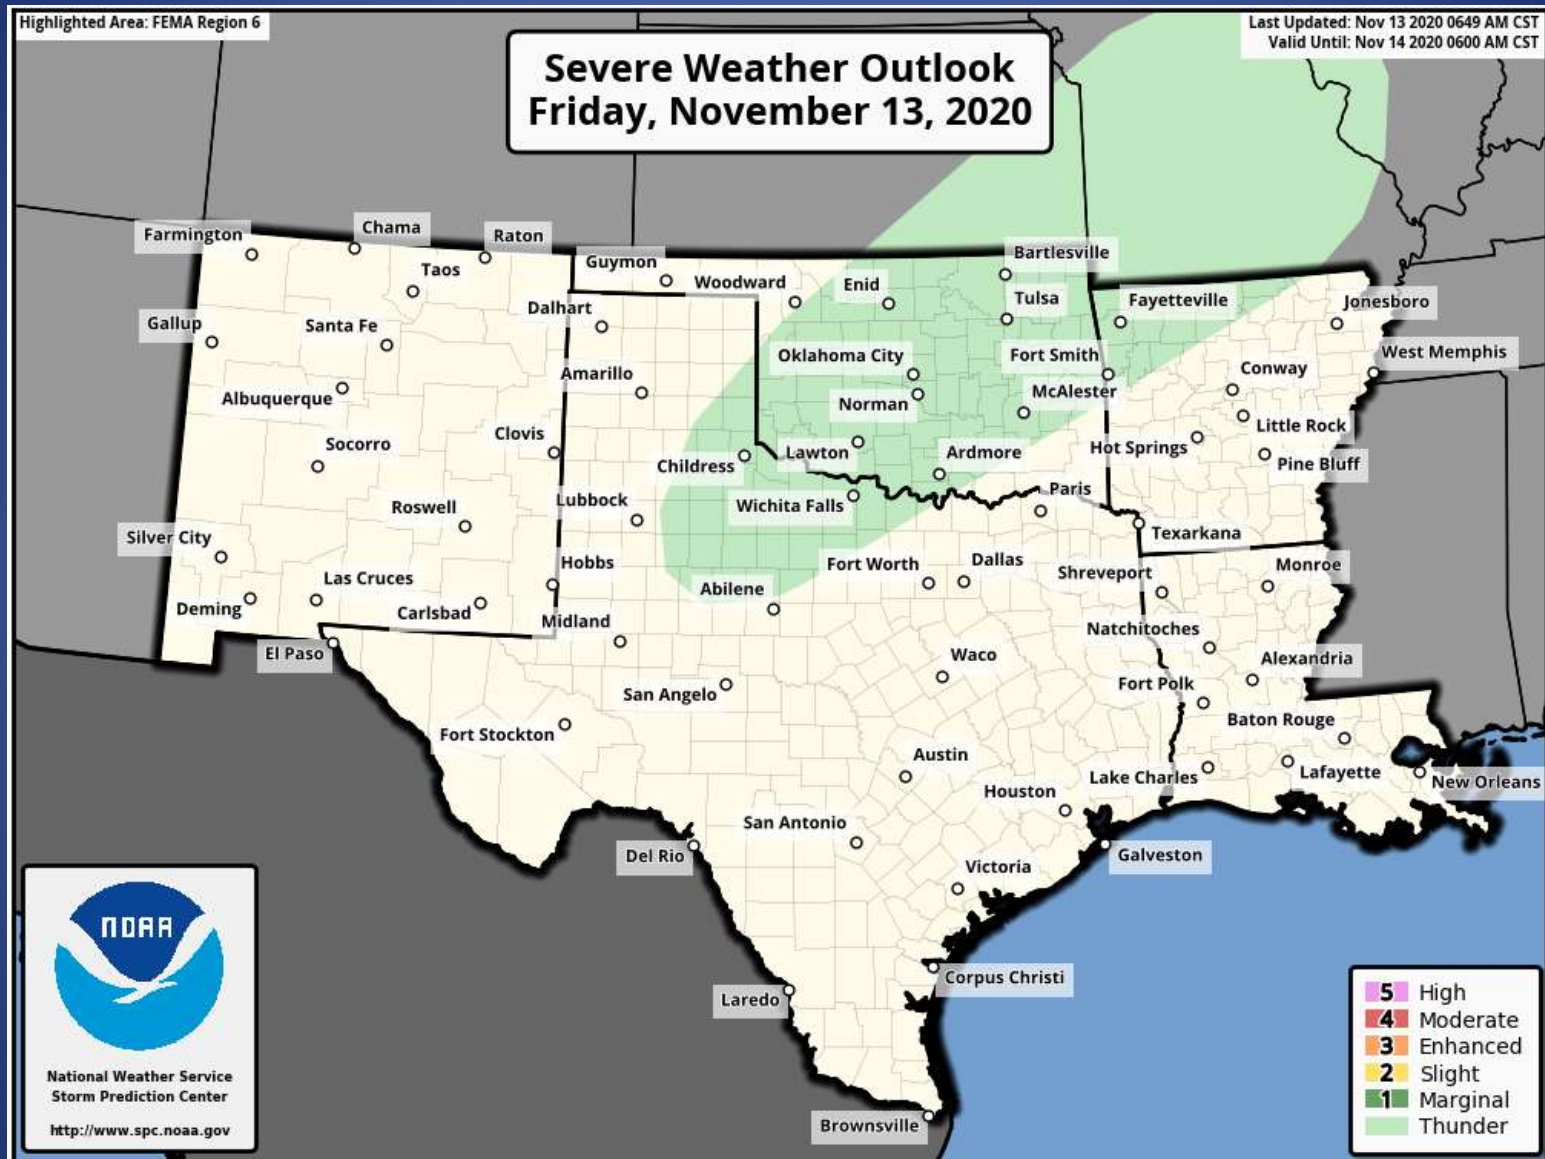 Highlighted Area: FEMA Region 6
Last Updated: Nov 13 2020 0649 AM CST
Valid Until: Nov 14 2020 0600 AM CST
Severe Weather Outlook
Friday, November 13, 2020
Farmington
Chama
Raton
Taos
Guymon
Woodward
Enid
Bartlesville
Tulsa
Fayetteville
Jonesboro
Gallup
Santa Fe
Dalhart
Oklahoma City
Fort Smith
West Memphis
Albuquerque
Amarillo
Norman
McAlester
Conway
Little Rock
Socorro
Clovis
Childress
Lawton
Ardmore
Hot Springs
Pine Bluff
Roswell
Lubbock
Wichita Falls
Paris
Texarkana
Silver City
Las Cruces
Hobbs
Abilene
Fort Worth
Dallas
Shreveport
Monroe
Deming
Carlsbad
Midland
Natchitoches
El Paso
San Angelo
Waco
Alexandria
Fort Polk
Fort Stockton
Baton Rouge
Austin
Houston
Lake Charles
Lafayette
New Orleans
San Antonio
Del Rio
Victoria
Galveston
Corpus Christi
Laredo
Brownsville
NOAA
National Weather Service
Storm Prediction Center
http://www.spc.noaa.gov
5 High
4 Moderate
3 Enhanced
2 Slight
1 Marginal
Thunder